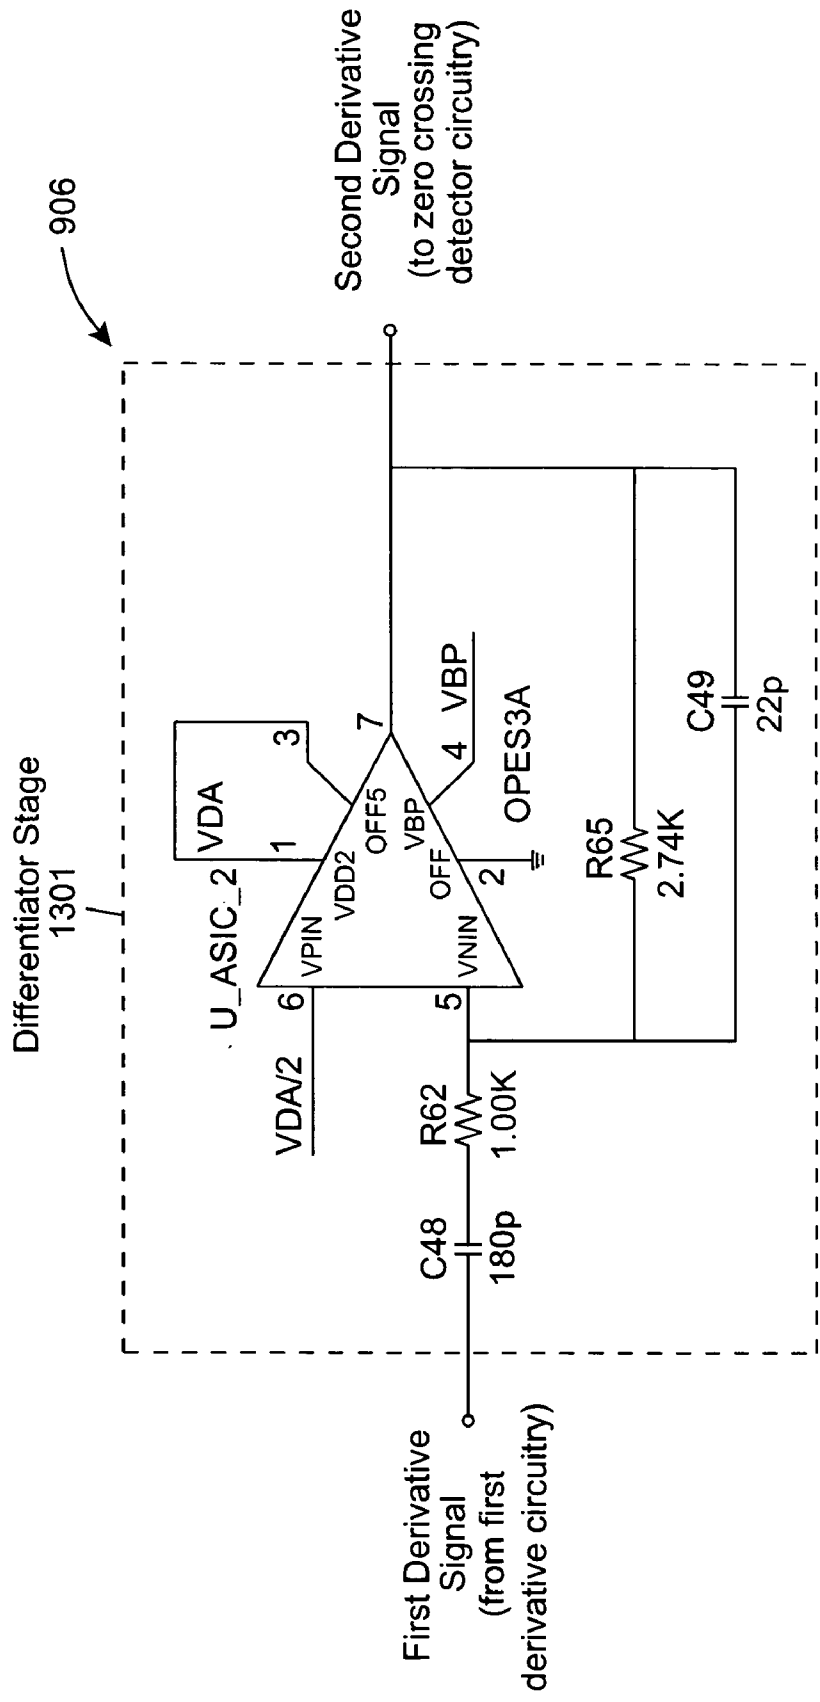 Differentiator Stage
1301
906
U_ASIC_2
VDA
1
3
VDD2
OFF5
VPIN
6
VDA/2
7
VBP
4
VBP
OFF
2
OPES3A
VNIN
5
R62
1.00K
C48
180p
R65
2.74K
C49
22p
First Derivative
Signal
(from first
derivative circuitry)
Second Derivative
Signal
(to zero crossing
detector circuitry)